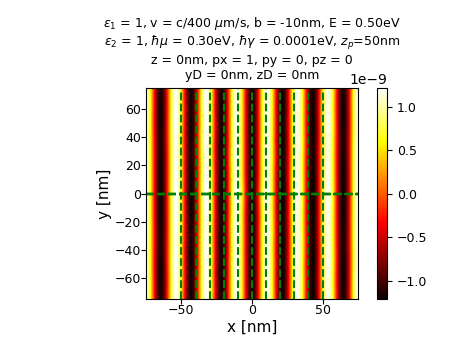 ε₁ 1, v = c/400 μm/s, b = -10nm, E = 0.50eV
ε₂ = 1, ħμ = 0.30eV, ħγ = 0.0001eV, zₚ=50nm
z = 0nm, px = 1, py = 0, pz = 0
yD = 0nm, zD = 0nm
1e−9
60
40
20
0
−20
−40
−60
y [nm]
−50
0
50
x [nm]
1.0
0.5
0.0
−0.5
−1.0